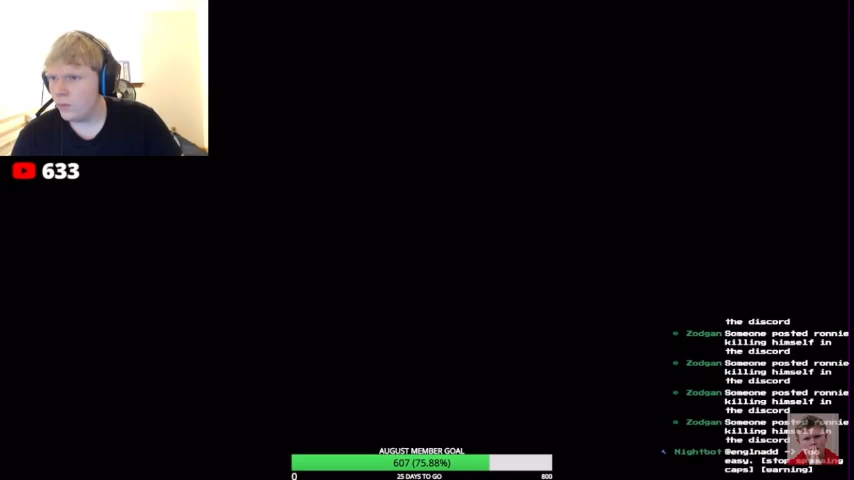 633
the discord
Zodgan Someone posted ronnie
killing himself in
the discord
Zodgan Someone posted ronnie
killing himself in
the discord
Zodgan Someone posted ronnie
killing himself in
the discord
Zodgan Someone posted ronnie
killing himself in
the discord
Nightbot
easy. [stop spamming
caps] [warning]
AUGUST MEMBER GOAL
607 (75.88%)
0 25 DAYS TO GO 800